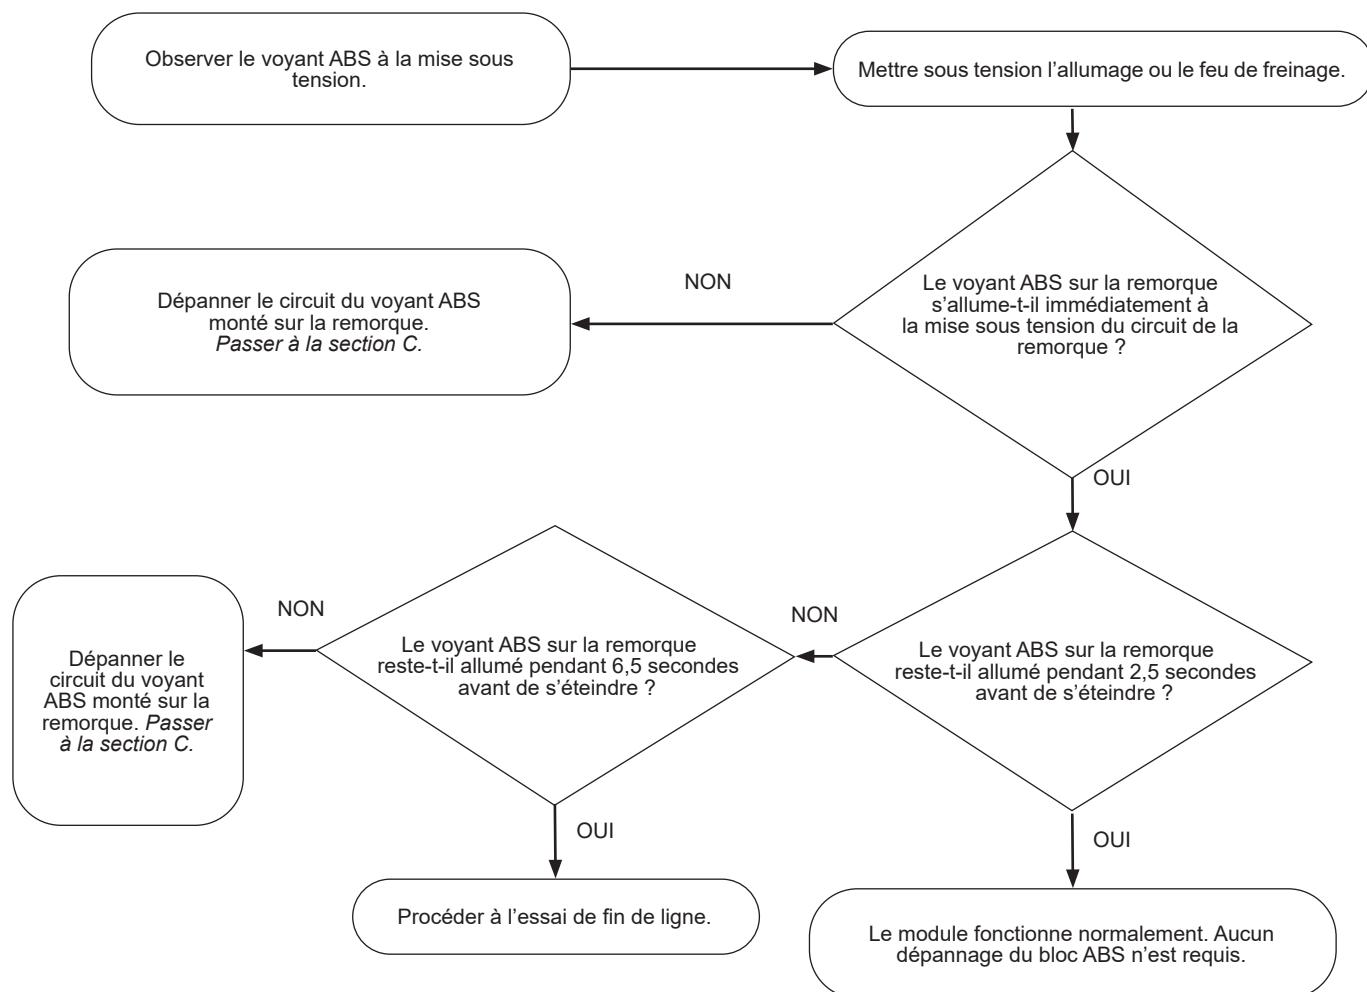 Observer le voyant ABS à la mise sous
tension.
Mettre sous tension l’allumage ou le feu de freinage.
Le voyant ABS sur la remorque
s’allume-t-il immédiatement à
la mise sous tension du circuit de la
remorque ?
NON
Dépanner le circuit du voyant ABS
monté sur la remorque.
Passer à la section C.
OUI
Le voyant ABS sur la remorque
reste-t-il allumé pendant 2,5 secondes
avant de s’éteindre ?
NON
Le voyant ABS sur la remorque
reste-t-il allumé pendant 6,5 secondes
avant de s’éteindre ?
NON
Dépanner le
circuit du voyant
ABS monté sur la
remorque. Passer
à la section C.
OUI
Procéder à l’essai de fin de ligne.
OUI
Le module fonctionne normalement. Aucun
dépannage du bloc ABS n’est requis.